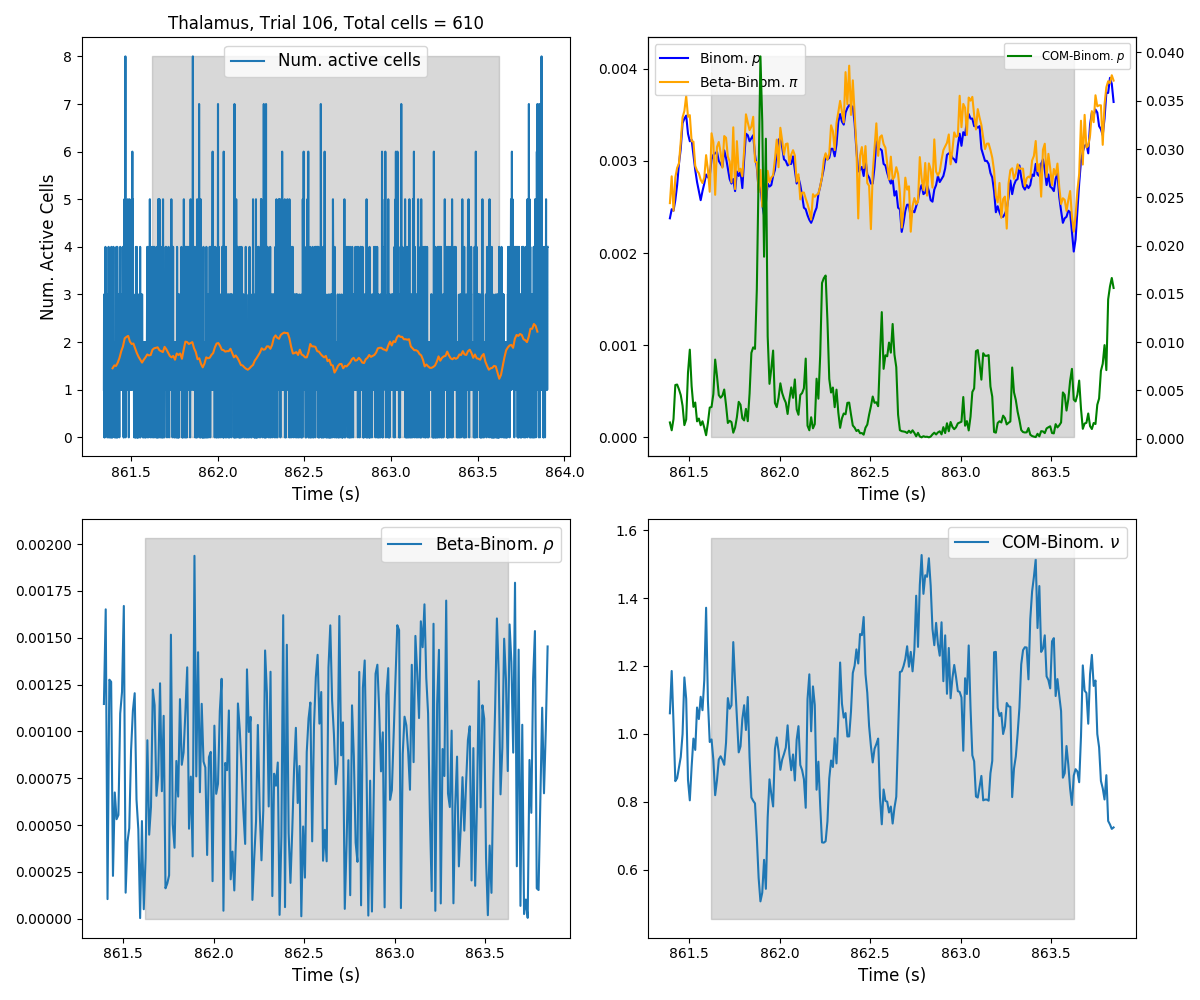 Thalamus, Trial 106, Total cells = 610
Num. active cells
Num. Active Cells
8
7
6
5
4
3
2
1
0
861.5 862.0 862.5 863.0 863.5 864.0
Time (s)
Binom. p
Beta-Binom. π
COM-Binom. p
0.004
0.003
0.002
0.001
0.000
0.040
0.035
0.030
0.025
0.020
0.015
0.010
0.005
0.000
861.5 862.0 862.5 863.0 863.5
Time (s)
Beta-Binom. ρ
0.00200
0.00175
0.00150
0.00125
0.00100
0.00075
0.00050
0.00025
0.00000
861.5 862.0 862.5 863.0 863.5
Time (s)
COM-Binom. ν
1.6
1.4
1.2
1.0
0.8
0.6
861.5 862.0 862.5 863.0 863.5
Time (s)